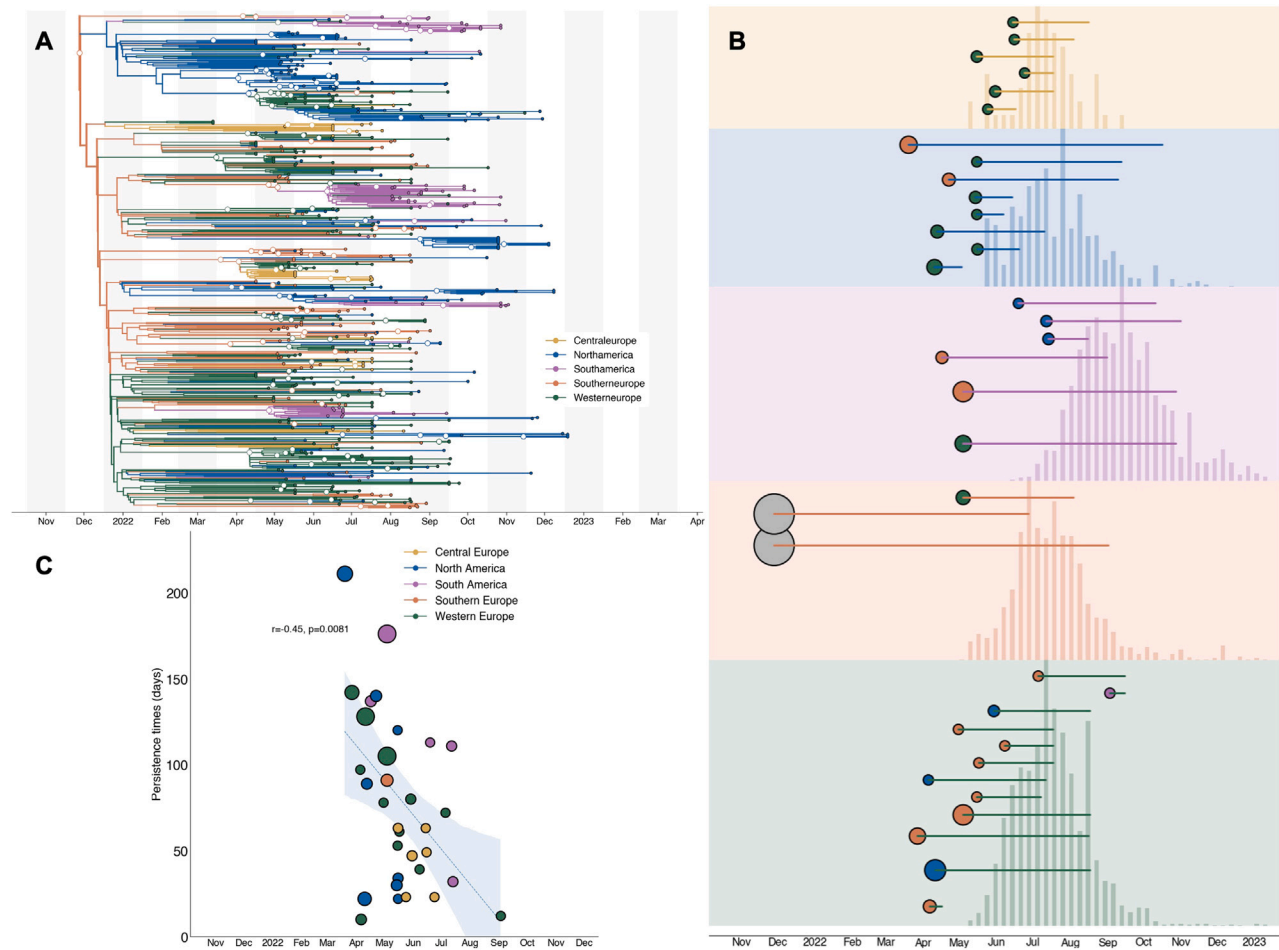 A
B
Centraleurope
Northamerica
Southamerica
Southerneurope
Westerneurope
Nov Dec 2022 Feb Mar Apr May Jun July Aug Sep Oct Nov Dec 2023 Feb Mar Apr
C
Central Europe
North America
South America
Southern Europe
Western Europe
r=-0.45, p=0.0081
Persistence times (days)
200
150
100
50
0
Nov Dec 2022 Feb Mar Apr May Jun July Aug Sep Oct Nov Dec
Nov Dec 2022 Feb Mar Apr May Jun July Aug Sep Oct Nov Dec 2023